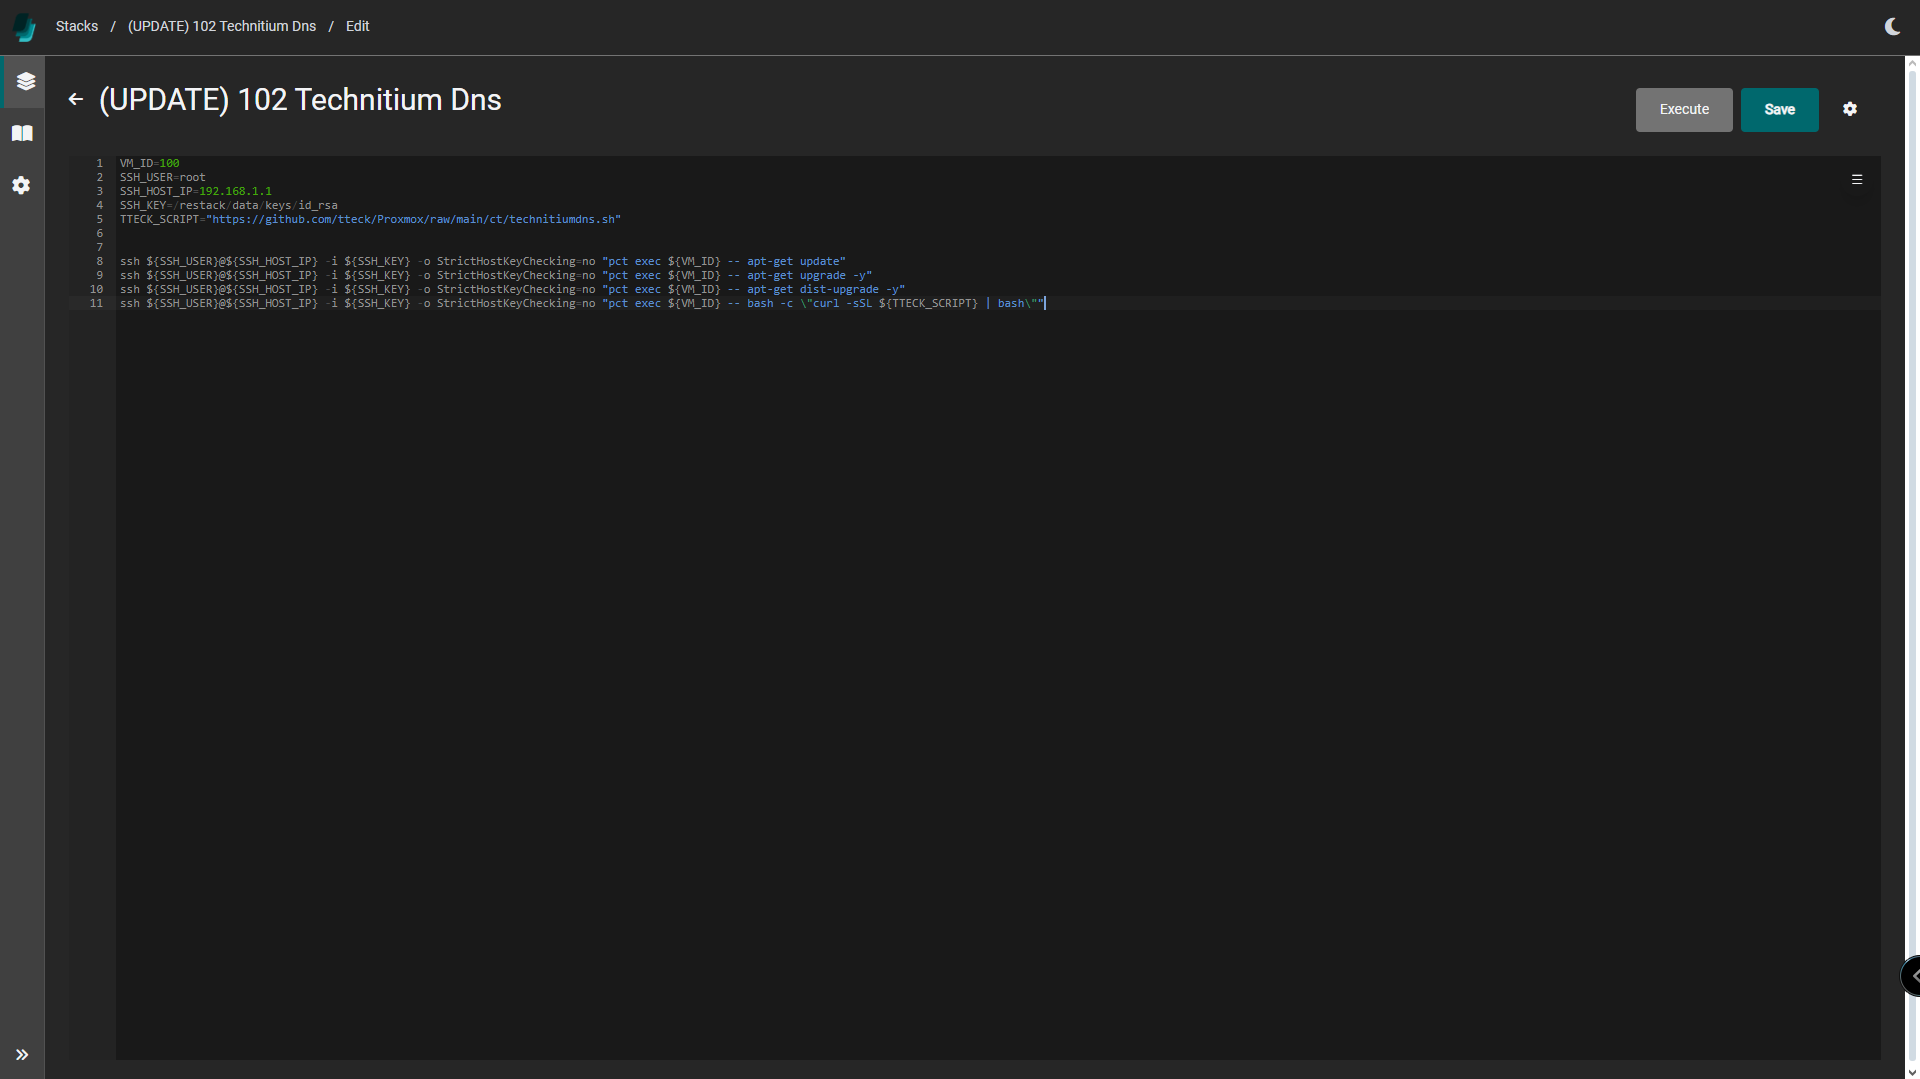 Stacks / (UPDATE) 102 Technitium Dns / Edit
(UPDATE) 102 Technitium Dns
Execute
Save
1 VM_ID=100
2 SSH_USER=root
3 SSH_HOST_IP=192.168.1.1
4 SSH_KEY=/restack/data/keys/id_rsa
5 TTECK_SCRIPT="https://github.com/tteck/Proxmox/raw/main/ct/technitiumdns.sh"
6
7
8 ssh ${SSH_USER}@${SSH_HOST_IP} -i ${SSH_KEY} -o StrictHostKeyChecking=no "pct exec ${VM_ID} -- apt-get update"
9 ssh ${SSH_USER}@${SSH_HOST_IP} -i ${SSH_KEY} -o StrictHostKeyChecking=no "pct exec ${VM_ID} -- apt-get upgrade -y"
10 ssh ${SSH_USER}@${SSH_HOST_IP} -i ${SSH_KEY} -o StrictHostKeyChecking=no "pct exec ${VM_ID} -- apt-get dist-upgrade -y"
11 ssh ${SSH_USER}@${SSH_HOST_IP} -i ${SSH_KEY} -o StrictHostKeyChecking=no "pct exec ${VM_ID} -- bash -c \"curl -sSL ${TTECK_SCRIPT} | bash\""